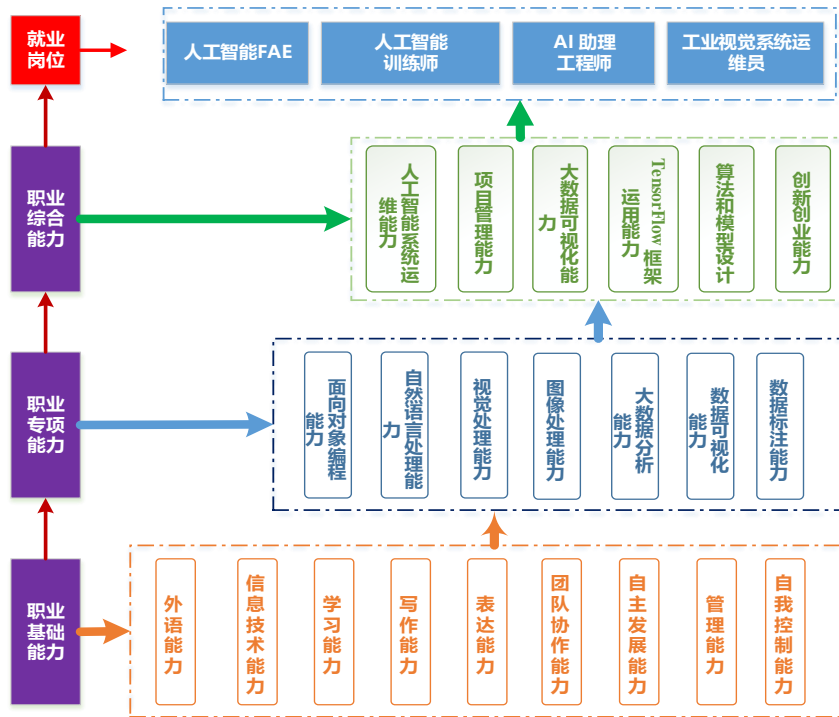 就业
岗位
人工智能FAE
人工智能
训练师
AI 助理
工程师
工业视觉系统运
维员
职业
综合
能力
人工智能系统运
维能力
项目管理能力
大数据可视化能
力
TensorFlow 框架
运用能力
算法和模型设计
创新创业能力
职业
专项
能力
面向对象编程
能力
自然语言处理能
力
视觉处理能力
图像处理能力
大数据分析
能力
数据可视化
能力
数据标注能力
职业
基础
能力
外语能力
信息技术能力
学习能力
写作能力
表达能力
团队协作能力
自主发展能力
管理能力
自我控制能力